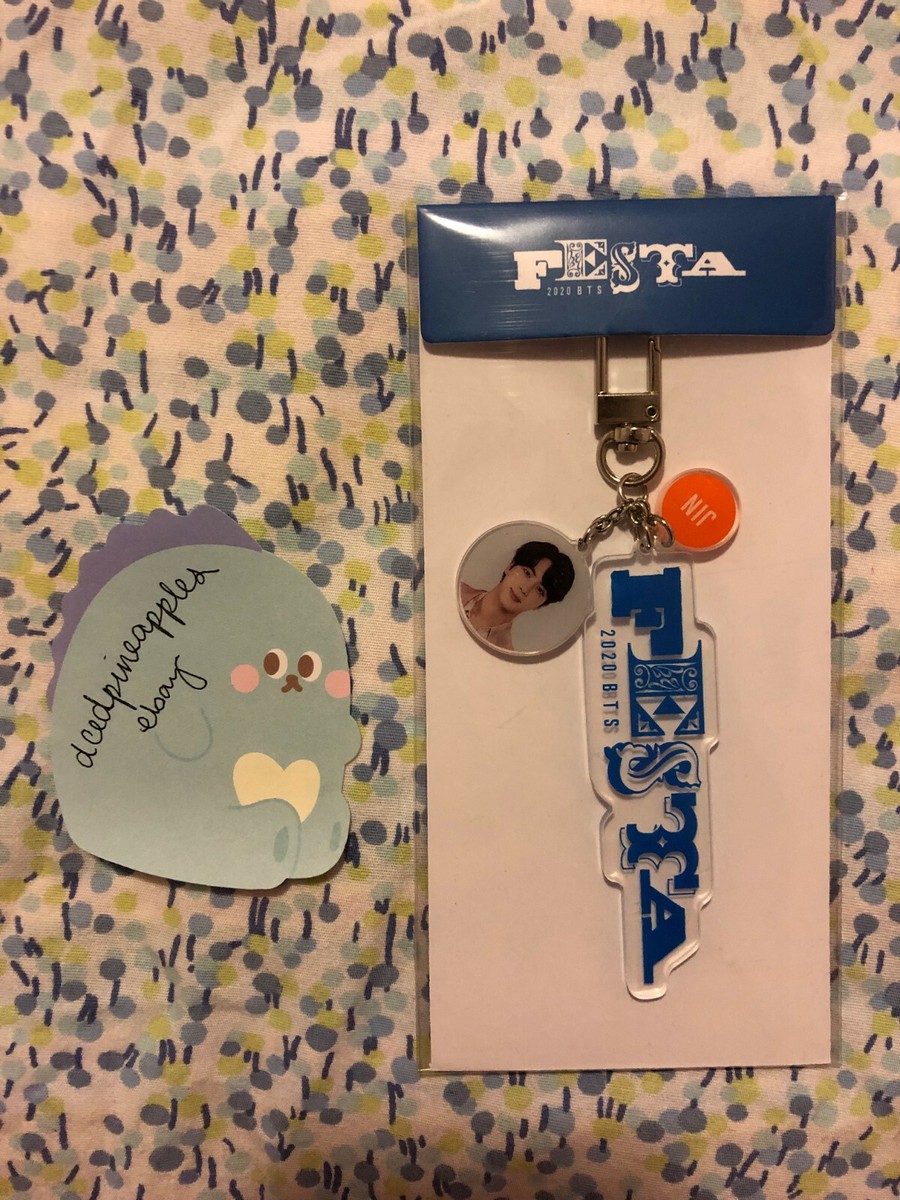 FESTA
2020 BTS
JIN
FESTA
2020 BTS
dcedpineapples
ebay